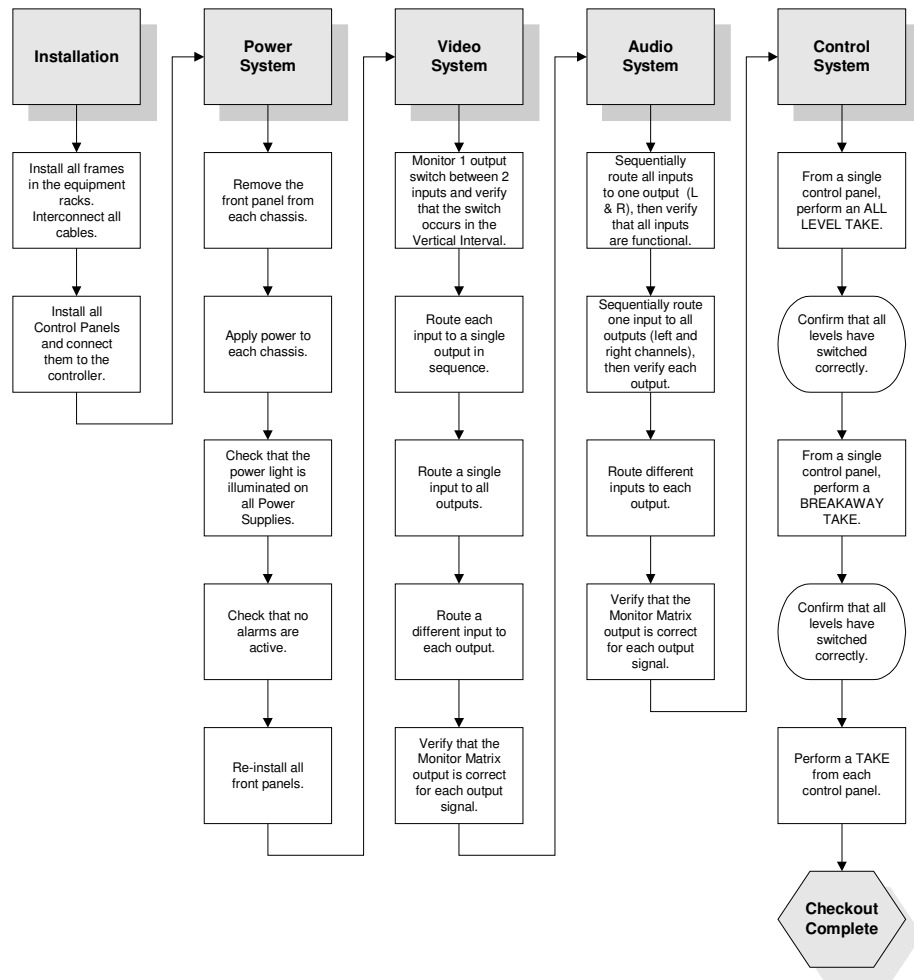 Installation
Install all frames
in the equipment
racks.
Interconnect all
cables.
Install all
Control Panels
and connect
them to the
controller.
Power
System
Remove the
front panel from
each chassis.
Apply power to
each chassis.
Check that the
power light is
illuminated on
all Power
Supplies.
Check that no
alarms are
active.
Re-install all
front panels.
Video
System
Monitor 1 output
switch between 2
inputs and verify
that the switch
occurs in the
Vertical Interval.
Route each
input to a single
output in
sequence.
Route a single
input to all
outputs.
Route a
different input to
each output.
Verify that the
Monitor Matrix
output is correct
for each output
signal.
Audio
System
Sequentially
route all inputs
to one output (L
& R), then verify
that all inputs
are functional.
Sequentially route
one input to all
outputs (left and
right channels),
then verify each
output.
Route different
inputs to each
output.
Verify that the
Monitor Matrix
output is correct
for each output
signal.
Control
System
From a single
control panel,
perform an ALL
LEVEL TAKE.
Confirm that all
levels have
switched
correctly.
From a single
control panel,
perform a
BREAKAWAY
TAKE.
Confirm that all
levels have
switched
correctly.
Perform a TAKE
from each
control panel.
Checkout
Complete